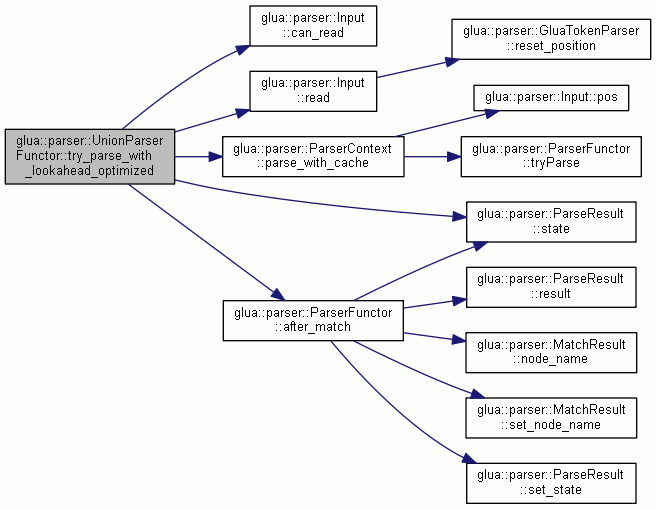 glua::parser::UnionParser
Functor::try_parse_with
_lookahead_optimized
glua::parser::Input
::can_read
glua::parser::Input
::read
glua::parser::ParserContext
::parse_with_cache
glua::parser::ParserFunctor
::after_match
glua::parser::GluaTokenParser
::reset_position
glua::parser::Input::pos
glua::parser::ParserFunctor
::tryParse
glua::parser::ParseResult
::state
glua::parser::ParseResult
::result
glua::parser::MatchResult
::node_name
glua::parser::MatchResult
::set_node_name
glua::parser::ParseResult
::set_state